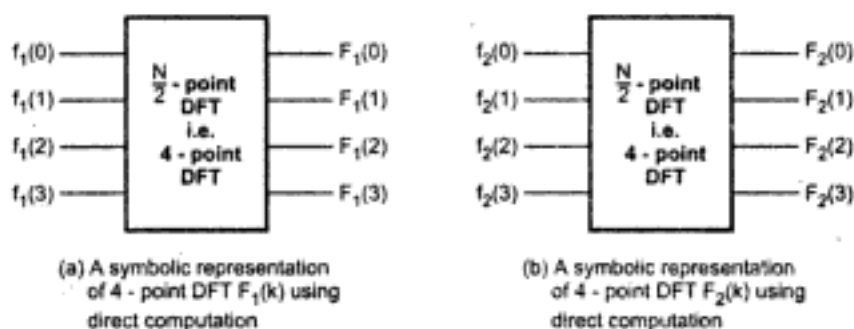 f₁(0)
f₁(1)
f₁(2)
f₁(3)
N/2 - point
DFT
i.e.
4 - point
DFT
F₁(0)
F₁(1)
F₁(2)
F₁(3)
(a) A symbolic representation
of 4 - point DFT F₁(k) using
direct computation
f₂(0)
f₂(1)
f₂(2)
f₂(3)
N/2 - point
DFT
i.e.
4 - point
DFT
F₂(0)
F₂(1)
F₂(2)
F₂(3)
(b) A symbolic representation
of 4 - point DFT F₂(k) using
direct computation